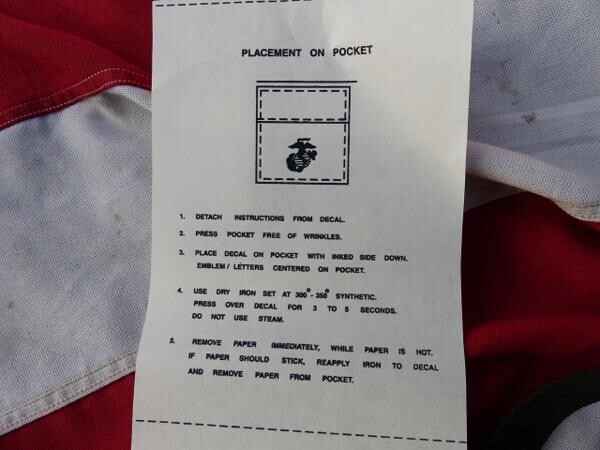 PLACEMENT ON POCKET
1. DETACH INSTRUCTIONS FROM DECAL.
2. PRESS POCKET FREE OF WRINKLES.
3. PLACE DECAL ON POCKET WITH INKED SIDE DOWN.
EMBLEM/ LETTERS CENTERED ON POCKET.
4. USE DRY IRON SET AT 300°- 350° SYNTHETIC.
PRESS OVER DECAL FOR 3 TO 5 SECONDS.
DO NOT USE STEAM.
5. REMOVE PAPER IMMEDIATELY, WHILE PAPER IS HOT.
IF PAPER SHOULD STICK, REAPPLY IRON TO DECAL
AND REMOVE PAPER FROM POCKET.